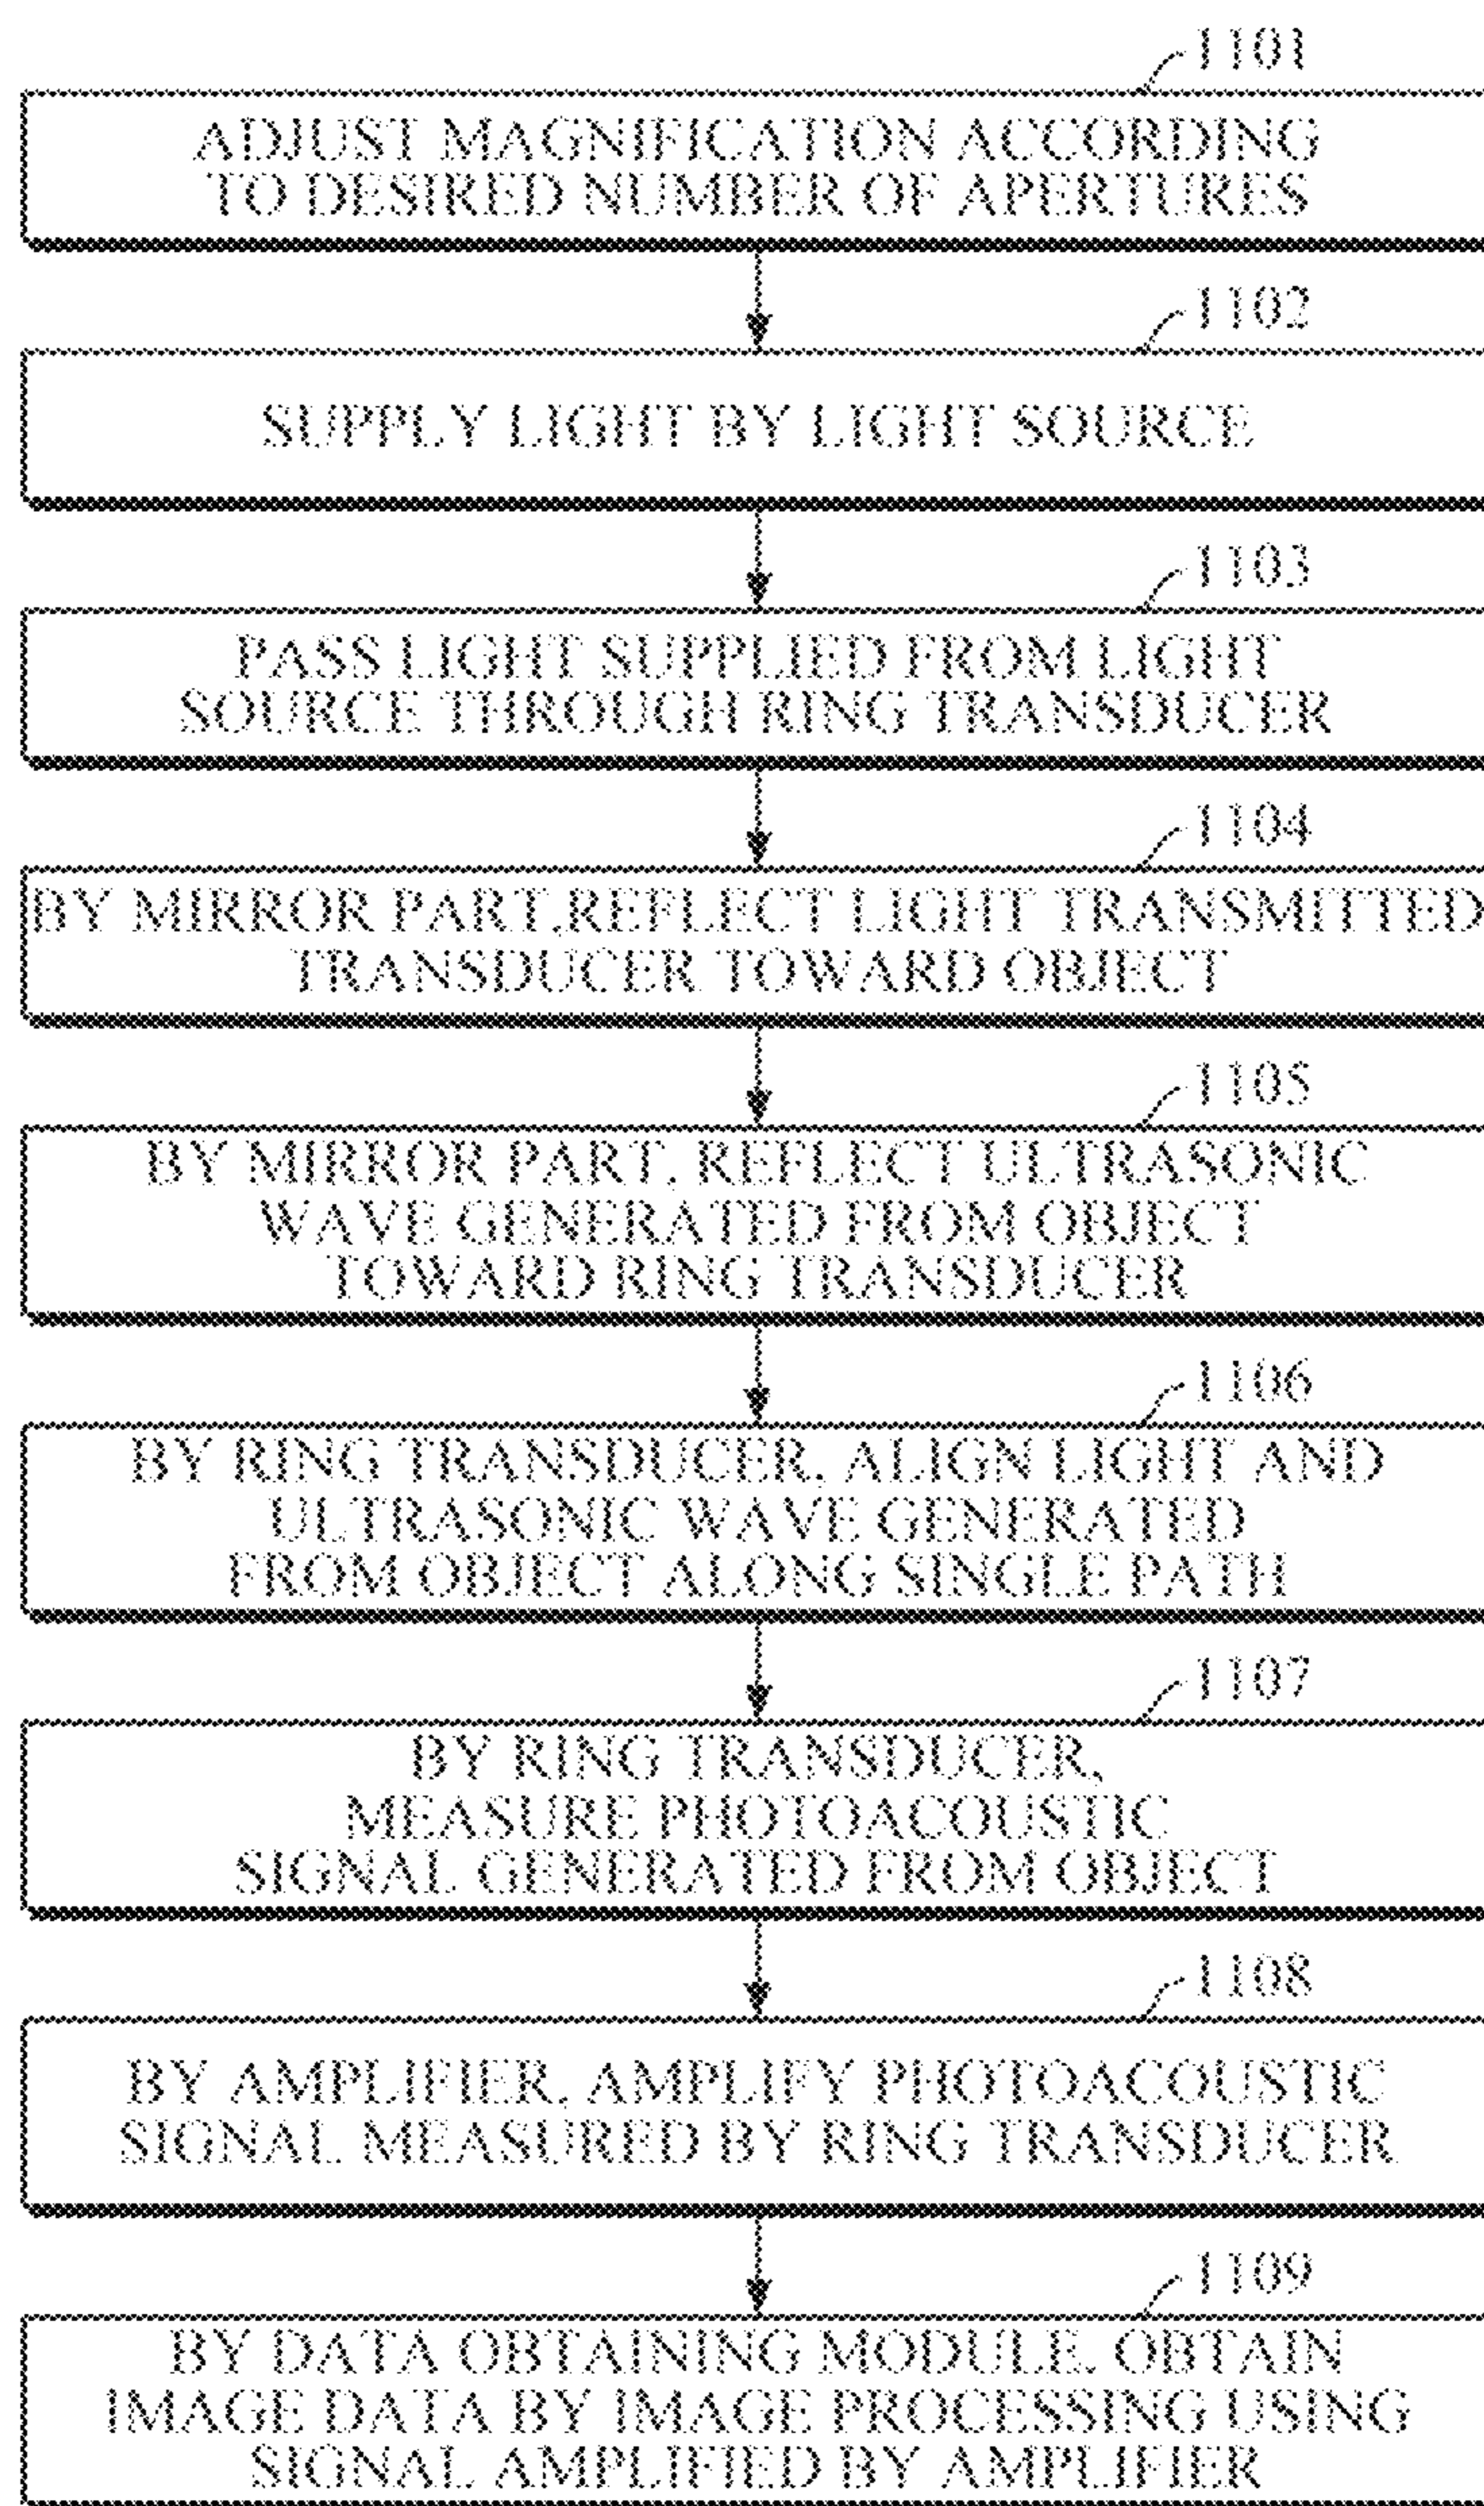 1101
ADJUST MAGNIFICATION ACCORDING
TO DESIRED NUMBER OF APERTURES
1102
SUPPLY LIGHT BY LIGHT SOURCE
1103
PASS LIGHT SUPPLIED FROM LIGHT
SOURCE THROUGH RING TRANSDUCER
1104
BY MIRROR PART,REFLECT LIGHT TRANSMITTED
TRANSDUCER TOWARD OBJECT
1105
BY MIRROR PART, REFLECT ULTRASONIC
WAVE GENERATED FROM OBJECT
TOWARD RING TRANSDUCER
1106
BY RING TRANSDUCER, ALIGN LIGHT AND
ULTRASONIC WAVE GENERATED
FROM OBJECT ALONG SINGLE PATH
1107
BY RING TRANSDUCER,
MEASURE PHOTOACOUSTIC
SIGNAL GENERATED FROM OBJECT
1108
BY AMPLIFIER, AMPLIFY PHOTOACOUSTIC
SIGNAL MEASURED BY RING TRANSDUCER
1109
BY DATA OBTAINING MODULE, OBTAIN
IMAGE DATA BY IMAGE PROCESSING USING
SIGNAL AMPLIFIED BY AMPLIFIER